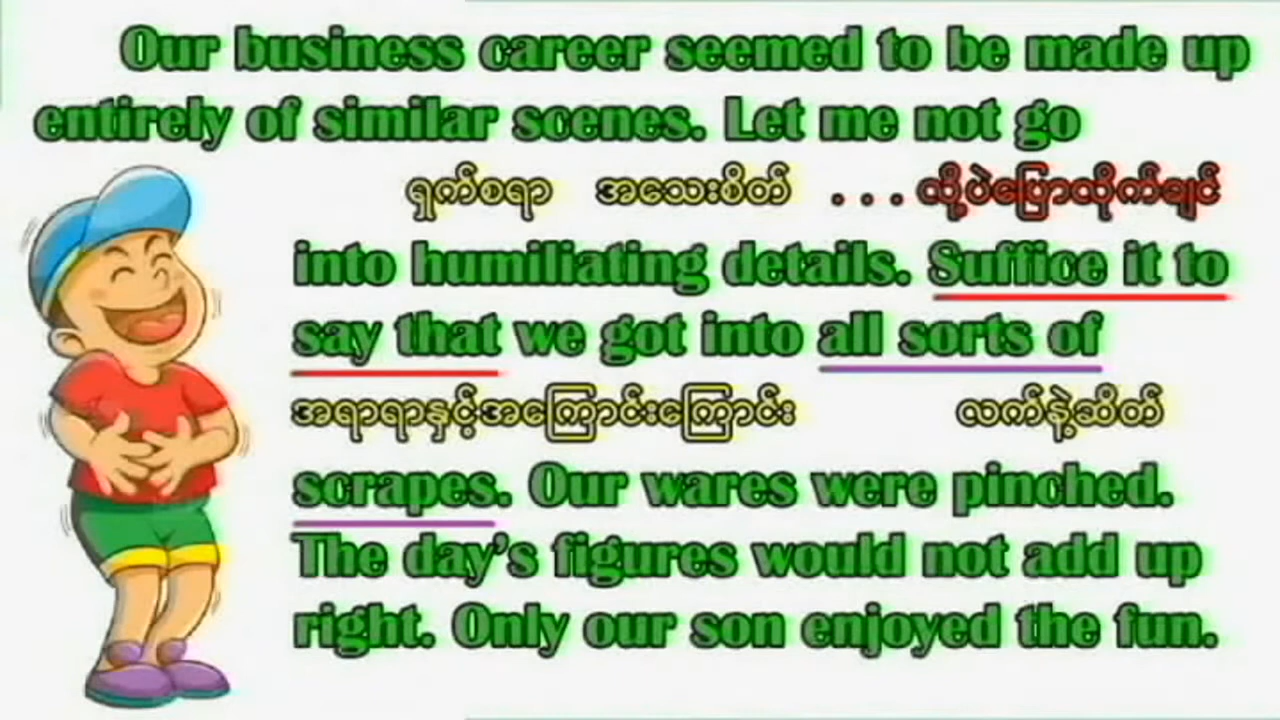 Our business career seemed to be made up
entirely of similar scenes. Let me not go
ရှက်စရာ အသေးစိတ် . . . လို့ပဲပြောလိုက်ချင်
into humiliating details. Suffice it to
say that we got into all sorts of
အရာရာနှင့်အကြောင်းကြောင်း လက်နဲ့ဆိတ်
scrapes. Our wares were pinched.
The day's figures would not add up
right. Only our son enjoyed the fun.